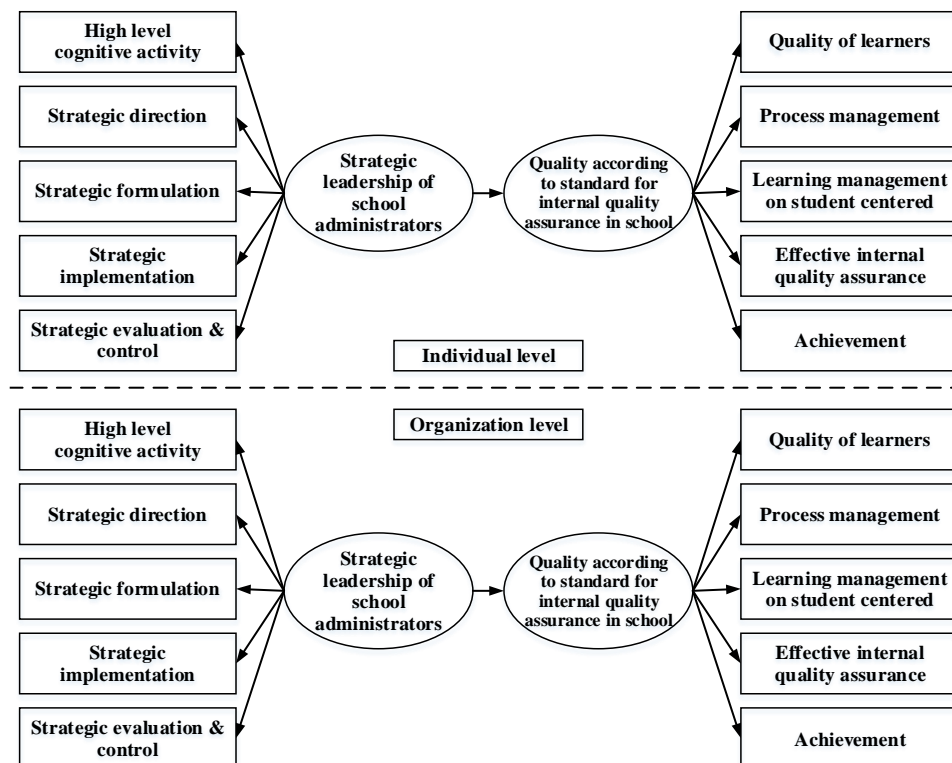 High level
cognitive activity
Strategic direction
Strategic formulation
Strategic
implementation
Strategic evaluation &
control
Strategic
leadership of
school
administrators
Quality according
to standard for
internal quality
assurance in school
Quality of learners
Process management
Learning management
on student centered
Effective internal
quality assurance
Achievement
Individual level
Organization level
High level
cognitive activity
Strategic direction
Strategic formulation
Strategic
implementation
Strategic evaluation &
control
Strategic
leadership of
school
administrators
Quality according
to standard for
internal quality
assurance in school
Quality of learners
Process management
Learning management
on student centered
Effective internal
quality assurance
Achievement